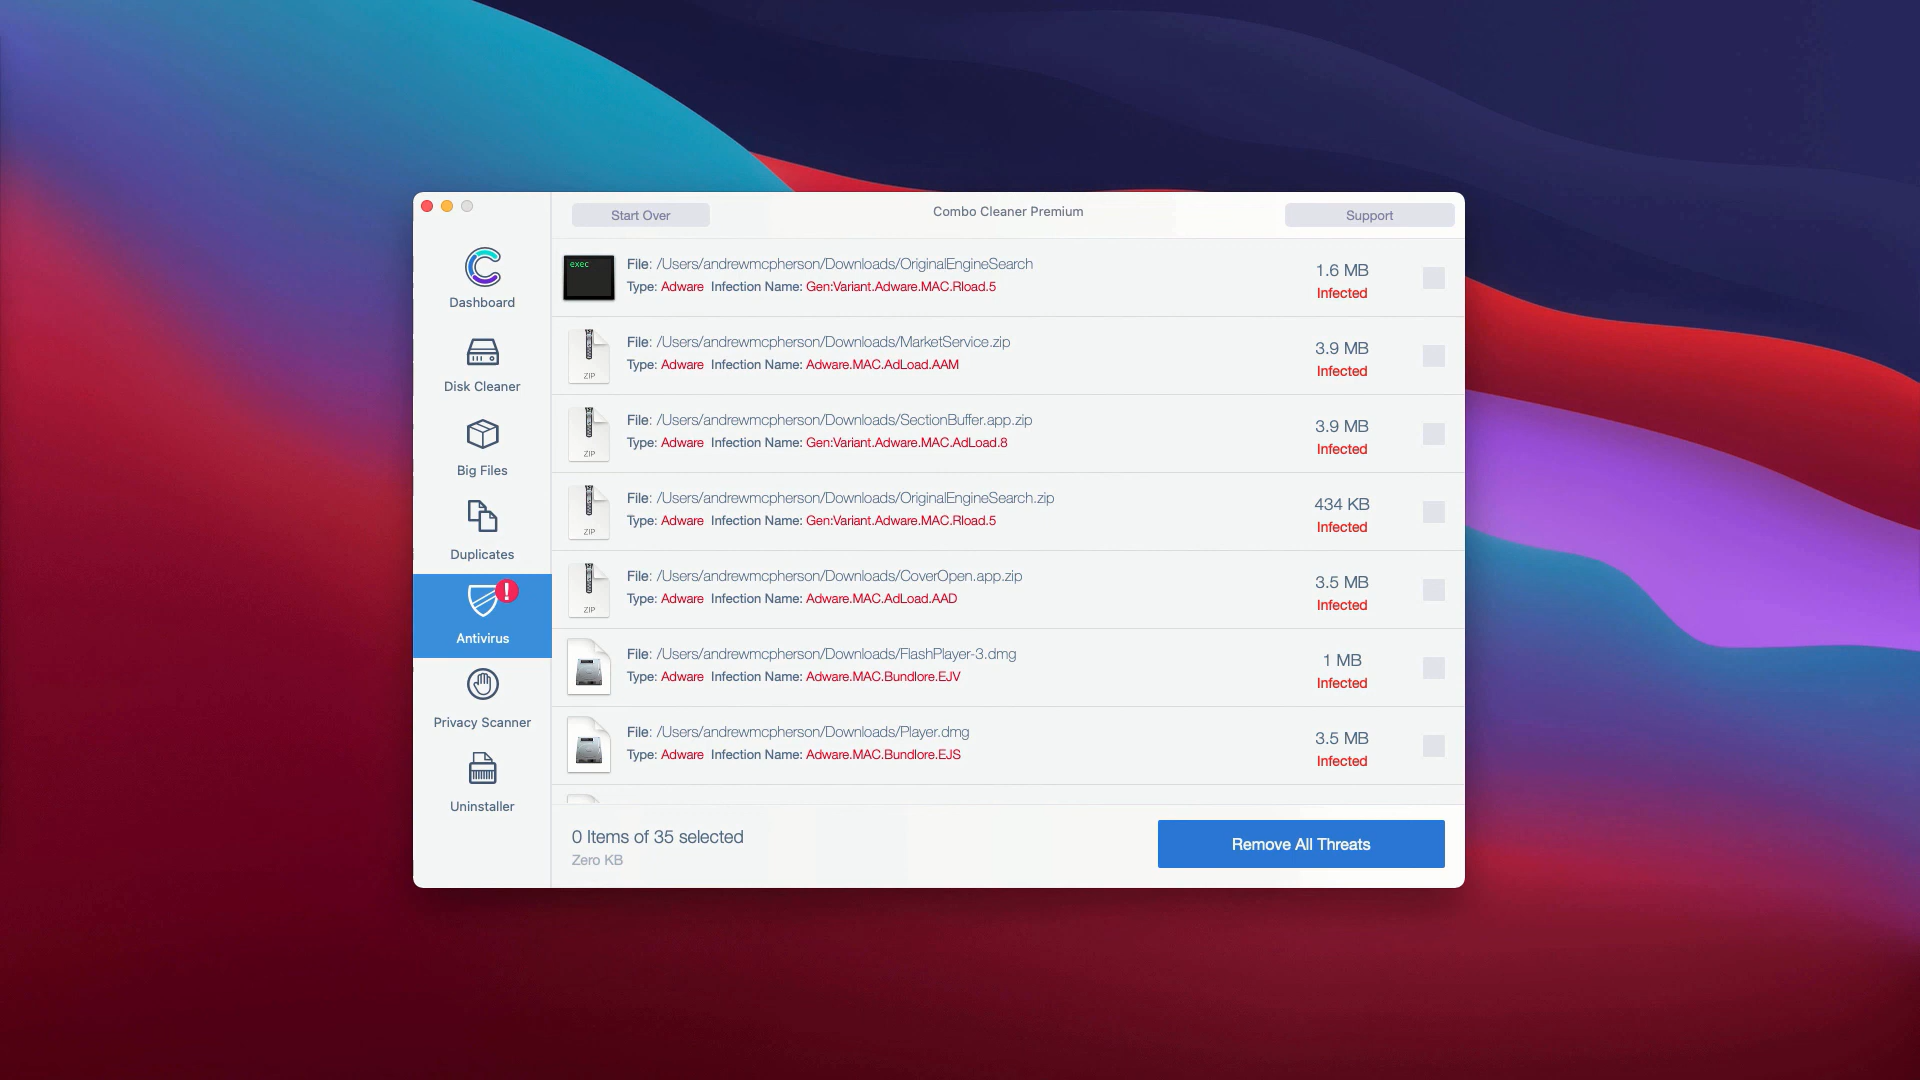 Start Over
Combo Cleaner Premium
Support
Dashboard
Disk Cleaner
Big Files
Duplicates
!
Antivirus
Privacy Scanner
Uninstaller
exec
File: /Users/andrewmcpherson/Downloads/OriginalEngineSearch
Type: Adware Infection Name: Gen:Variant.Adware.MAC.Rload.5
1.6 MB
Infected
ZIP
File: /Users/andrewmcpherson/Downloads/MarketService.zip
Type: Adware Infection Name: Adware.MAC.AdLoad.AAM
3.9 MB
Infected
ZIP
File: /Users/andrewmcpherson/Downloads/SectionBuffer.app.zip
Type: Adware Infection Name: Gen:Variant.Adware.MAC.AdLoad.8
3.9 MB
Infected
ZIP
File: /Users/andrewmcpherson/Downloads/OriginalEngineSearch.zip
Type: Adware Infection Name: Gen:Variant.Adware.MAC.Rload.5
434 KB
Infected
ZIP
File: /Users/andrewmcpherson/Downloads/CoverOpen.app.zip
Type: Adware Infection Name: Adware.MAC.AdLoad.AAD
3.5 MB
Infected
File: /Users/andrewmcpherson/Downloads/FlashPlayer-3.dmg
Type: Adware Infection Name: Adware.MAC.Bundlore.EJV
1 MB
Infected
File: /Users/andrewmcpherson/Downloads/Player.dmg
Type: Adware Infection Name: Adware.MAC.Bundlore.EJS
3.5 MB
Infected
0 Items of 35 selected
Zero KB
Remove All Threats